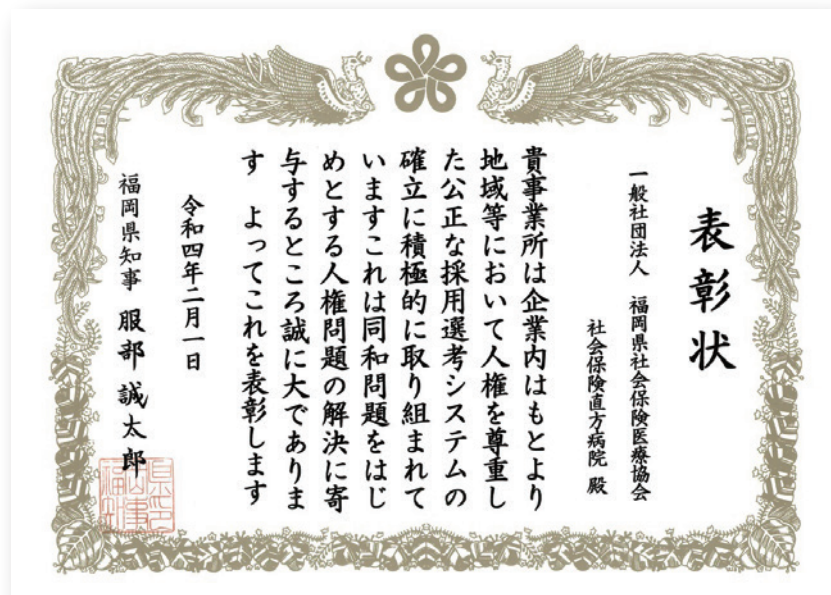 表彰状
一般社団法人　福岡県社会保険医療協会
社会保険直方病院 殿
貴事業所は企業内はもとより
地域等において人権を尊重し
た公正な採用選考システムの
確立に積極的に取り組まれて
いますこれは同和問題をはじ
めとする人権問題の解決に寄
与するところ誠に大でありま
す　よってこれを表彰します
令和四年二月一日
福岡県知事　服部誠太郎